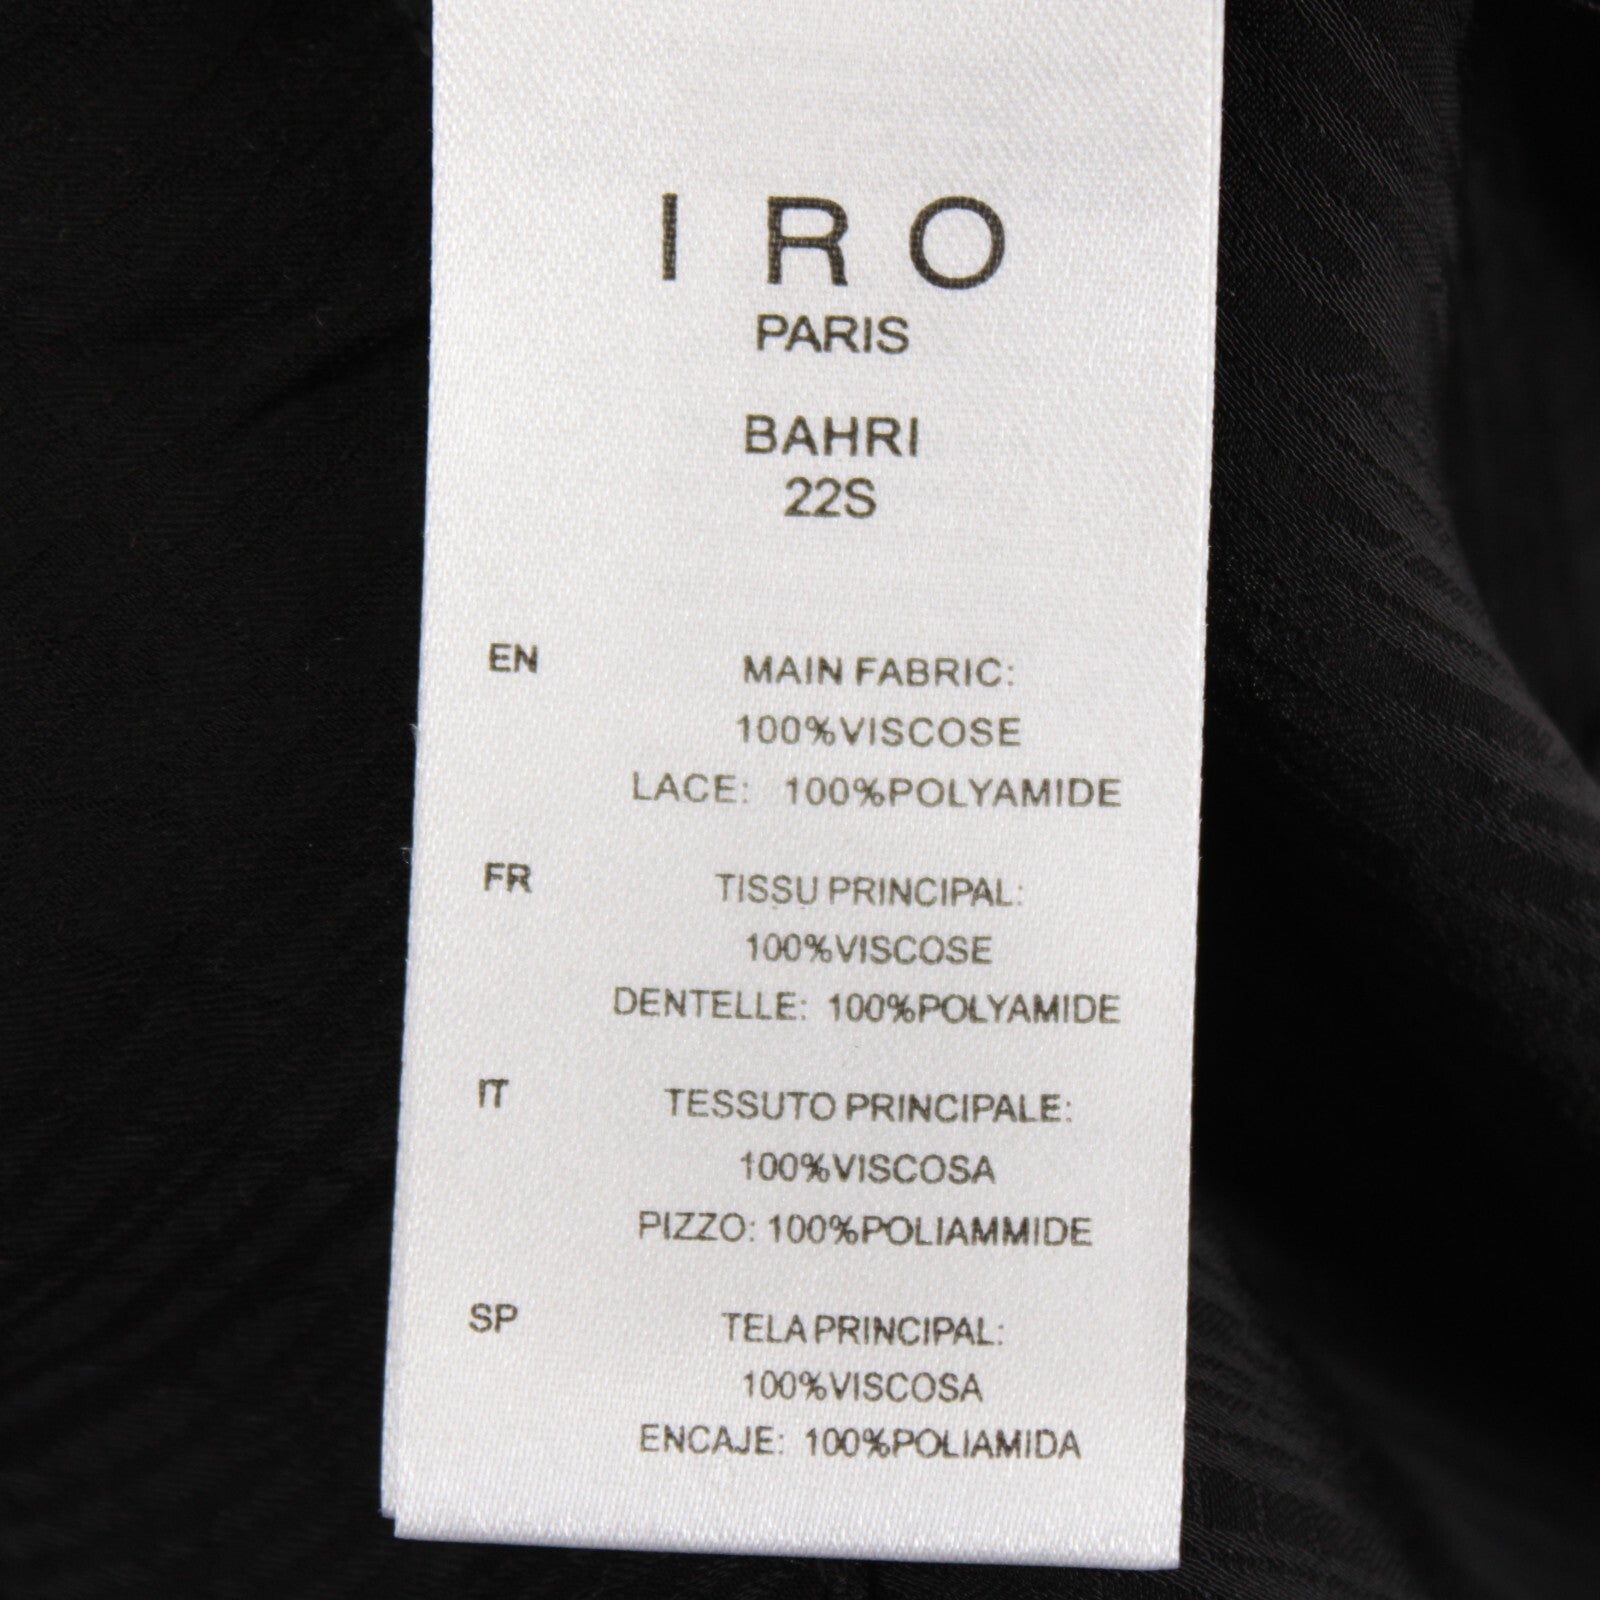 IRO
PARIS
BAHRI
22S
EN MAIN FABRIC:
100%VISCOSE
LACE: 100%POLYAMIDE
FR TISSU PRINCIPAL:
100%VISCOSE
DENTELLE: 100%POLYAMIDE
IT TESSUTO PRINCIPALE:
100%VISCOSA
PIZZO: 100%POLIAMMIDE
SP TELA PRINCIPAL:
100%VISCOSA
ENCAJE: 100%POLIAMIDA